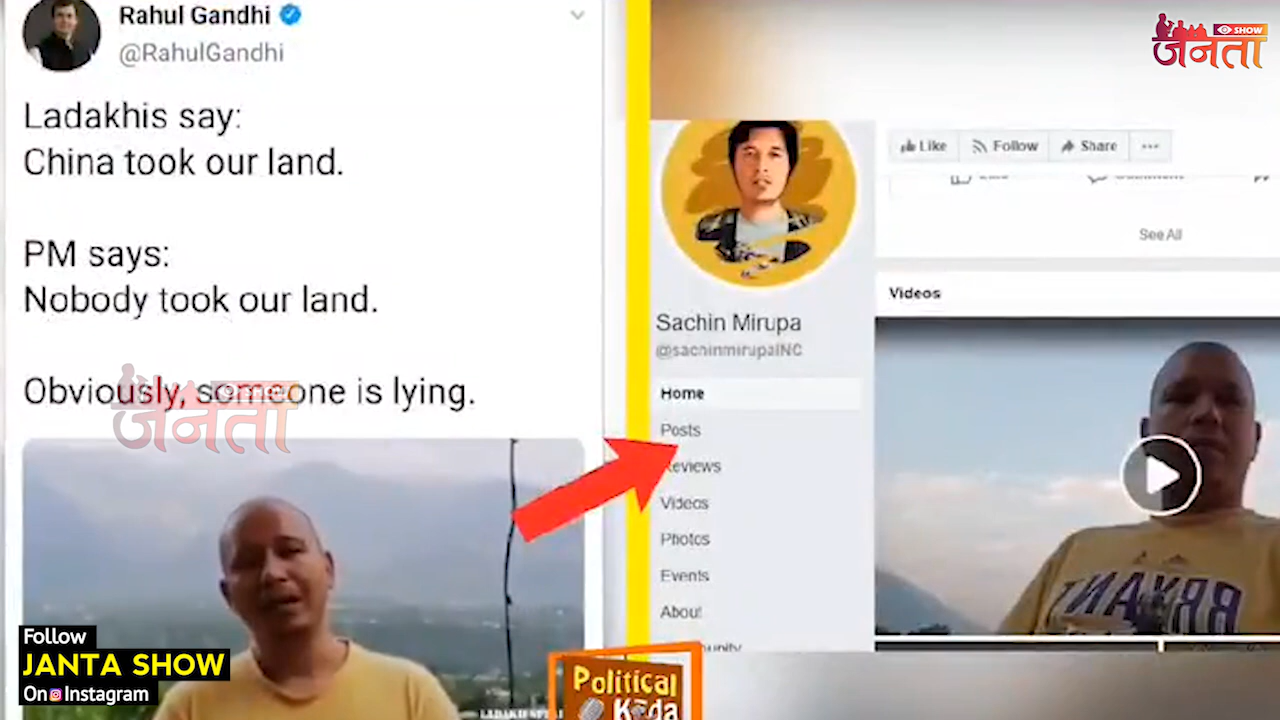 Rahul Gandhi
@RahulGandhi
Ladakhis say:
China took our land.
PM says:
Nobody took our land.
Obviously, someone is lying.
SHOW
जनता
Follow
JANTA SHOW
On Instagram
SHOW
जनता
Like
Follow
Share
See All
Videos
Sachin Mirupa
@sachinmirupaINC
Home
Posts
Reviews
Videos
Photos
Events
About
BRYANT
Political